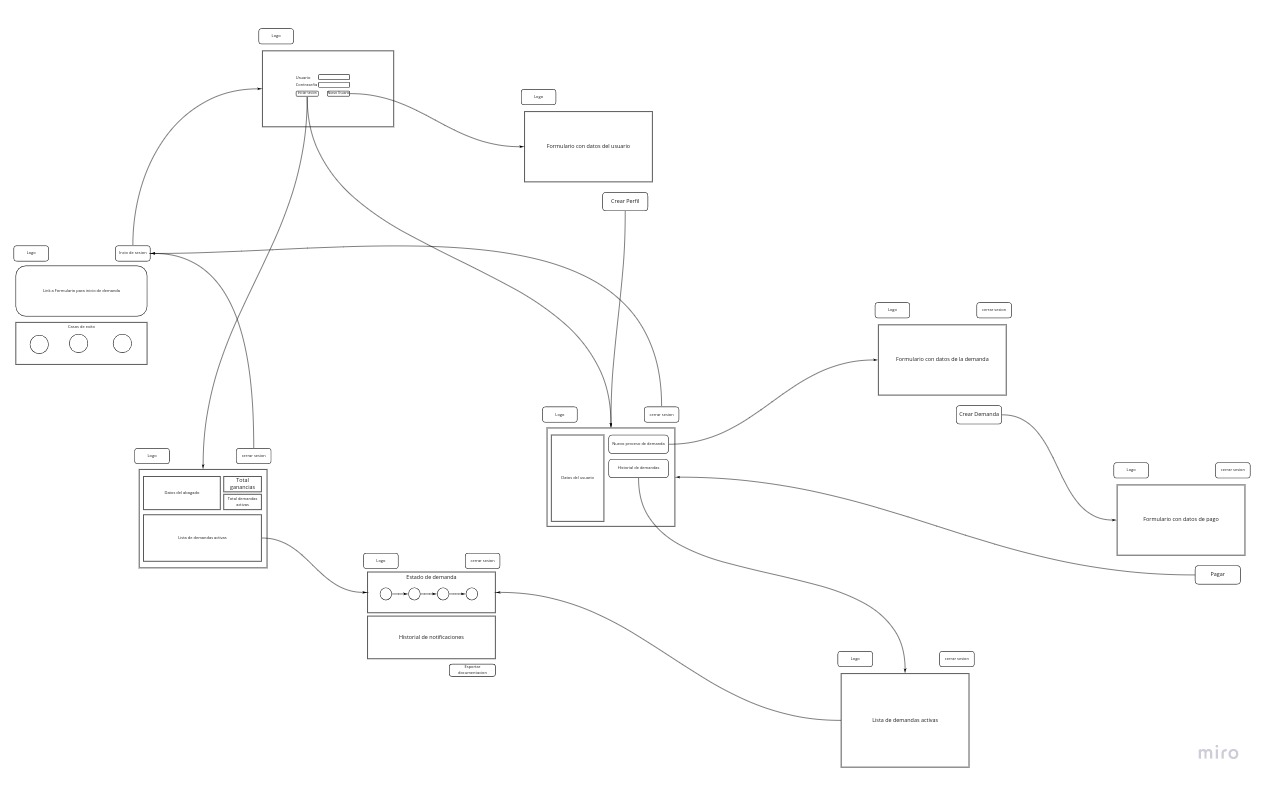 Logo
Usuario
Contraseña
Iniciar sesion
Nuevo Usuario
Logo
Formulario con datos del usuario
Crear Perfil
Logo
Inicio de sesion
Link a Formulario para inicio de demanda
Casos de exito
Logo
cerrar sesion
Formulario con datos de la demanda
Crear Demanda
Logo
cerrar sesion
Datos del usuario
Nuevo proceso de demanda
Historial de demandas
Logo
cerrar sesion
Datos del abogado
Total
ganancias
Total demandas
activas
Lista de demandas activas
Logo
cerrar sesion
Formulario con datos de pago
Pagar
Logo
cerrar sesion
Estado de demanda
Historial de notificaciones
Exportar
documentacion
Logo
cerrar sesion
Lista de demandas activas
miro